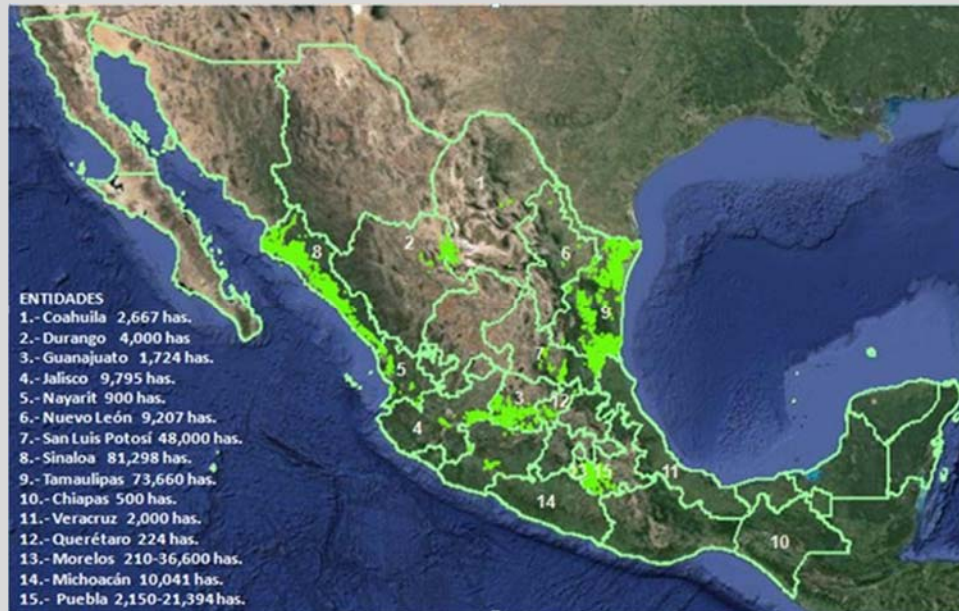 ENTIDADES
1.- Coahuila 2,667 has.
2.- Durango 4,000 has
3.- Guanajuato 1,724 has.
4.- Jalisco 9,795 has.
5.- Nayarit 900 has.
6.- Nuevo León 9,207 has.
7.- San Luis Potosí 48,000 has.
8.- Sinaloa 81,298 has.
9.- Tamaulipas 73,660 has.
10.- Chiapas 500 has.
11.- Veracruz 2,000 has.
12.- Querétaro 224 has.
13.- Morelos 210-36,600 has.
14.- Michoacán 10,041 has.
15.- Puebla 2,150-21,394 has.
1
2
8
6
9
7
5
3
12
4
13
15
11
14
10